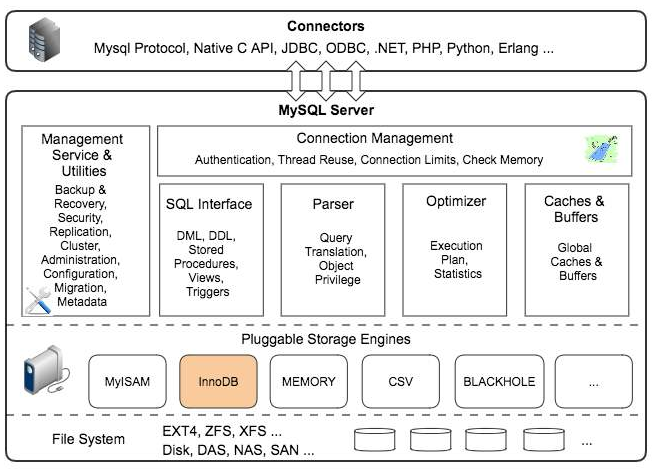 Connectors
Mysql Protocol, Native C API, JDBC, ODBC, .NET, PHP, Python, Erlang ...
MySQL Server
Management
Service &
Utilities
Backup &
Recovery,
Security,
Replication,
Cluster,
Administration,
Configuration,
Migration,
Metadata
Connection Management
Authentication, Thread Reuse, Connection Limits, Check Memory
SQL Interface
DML, DDL,
Stored
Procedures,
Views,
Triggers
Parser
Query
Translation,
Object
Privilege
Optimizer
Execution
Plan,
Statistics
Caches &
Buffers
Global
Caches &
Buffers
Pluggable Storage Engines
MyISAM
InnoDB
MEMORY
CSV
BLACKHOLE
...
File System
EXT4, ZFS, XFS ...
Disk, DAS, NAS, SAN ...
...